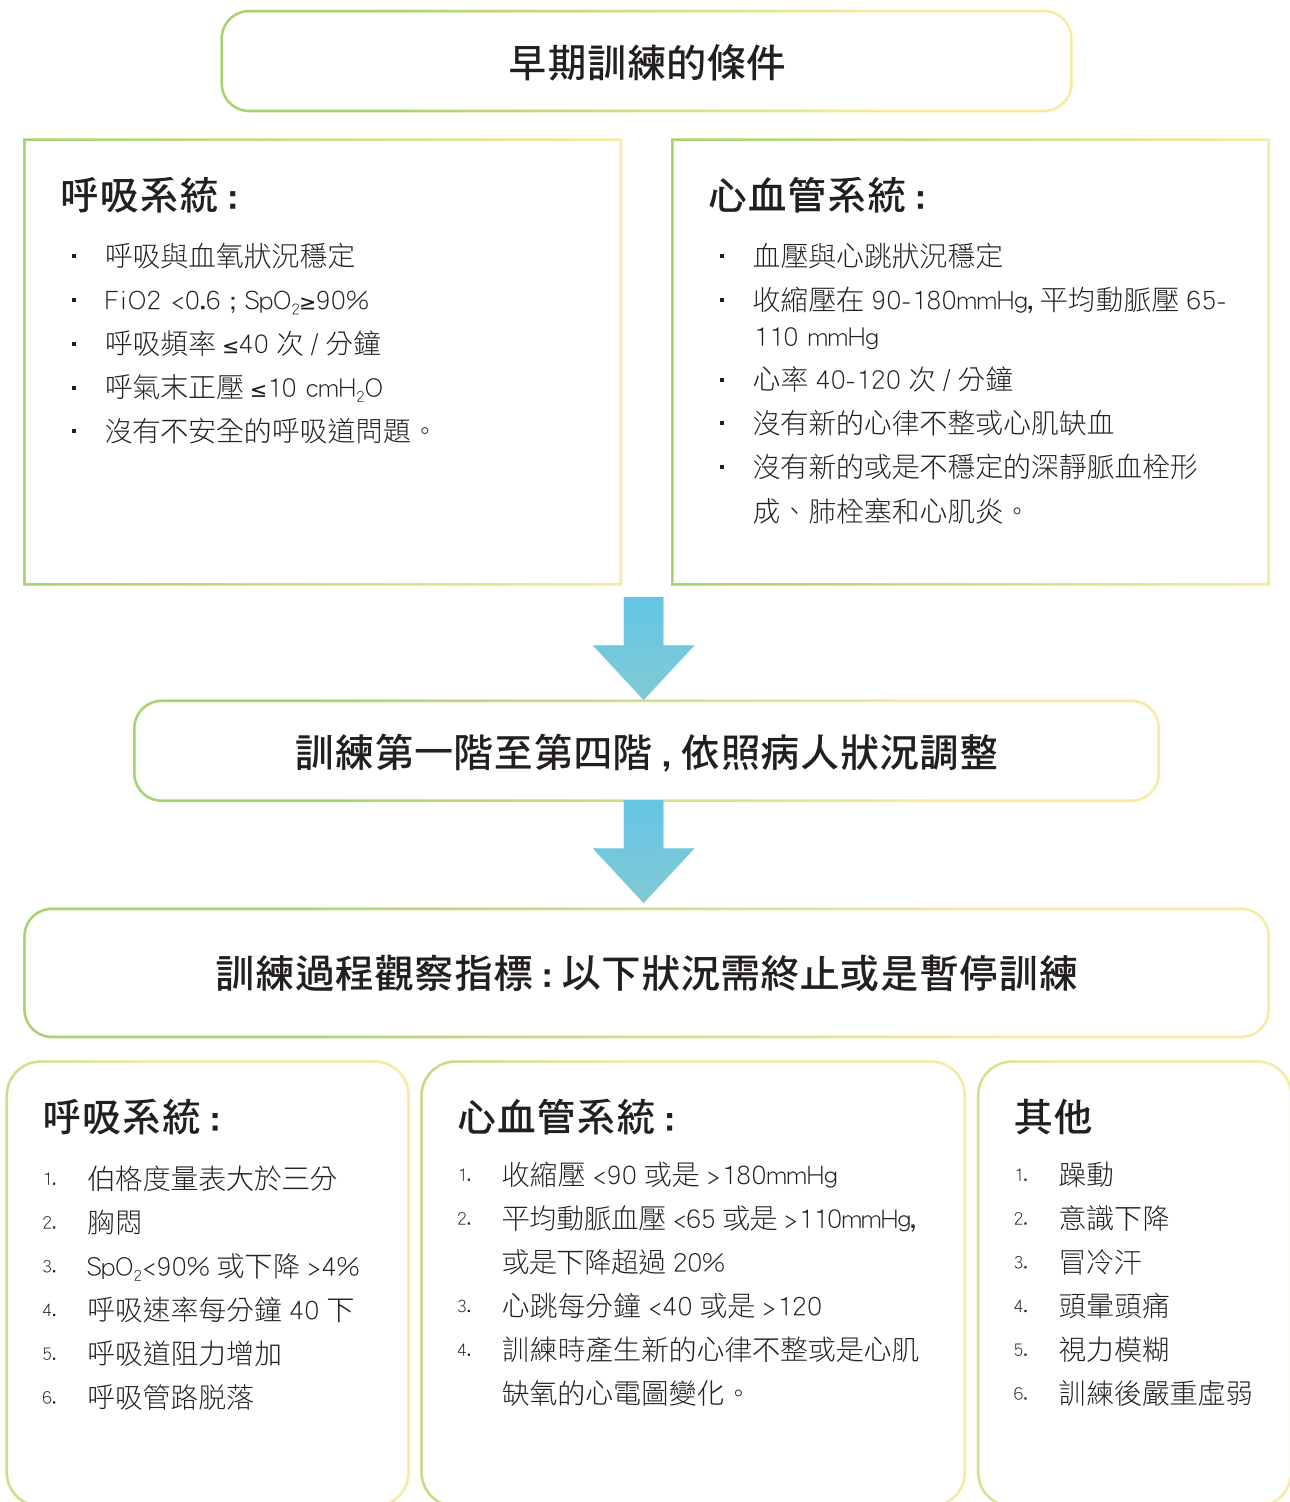 早期訓練的條件
呼吸系統：
· 呼吸與血氧狀況穩定
· FiO2 <0.6 ; SpO₂≥90%
· 呼吸頻率 ≤40 次 / 分鐘
· 呼氣末正壓 ≤10 cmH₂O
· 沒有不安全的呼吸道問題。
心血管系統：
· 血壓與心跳狀況穩定
· 收縮壓在 90-180mmHg, 平均動脈壓 65-
110 mmHg
· 心率 40-120 次 / 分鐘
· 沒有新的心律不整或心肌缺血
· 沒有新的或是不穩定的深靜脈血栓形
成、肺栓塞和心肌炎。
訓練第一階至第四階 , 依照病人狀況調整
訓練過程觀察指標 : 以下狀況需終止或是暫停訓練
呼吸系統：
1. 伯格度量表大於三分
2. 胸悶
3. SpO₂<90% 或下降 >4%
4. 呼吸速率每分鐘 40 下
5. 呼吸道阻力增加
6. 呼吸管路脱落
心血管系統：
1. 收縮壓 <90 或是 >180mmHg
2. 平均動脈血壓 <65 或是 >110mmHg,
或是下降超過 20%
3. 心跳每分鐘 <40 或是 >120
4. 訓練時產生新的心律不整或是心肌
缺氧的心電圖變化。
其他
1. 躁動
2. 意識下降
3. 冒冷汗
4. 頭暈頭痛
5. 視力模糊
6. 訓練後嚴重虛弱